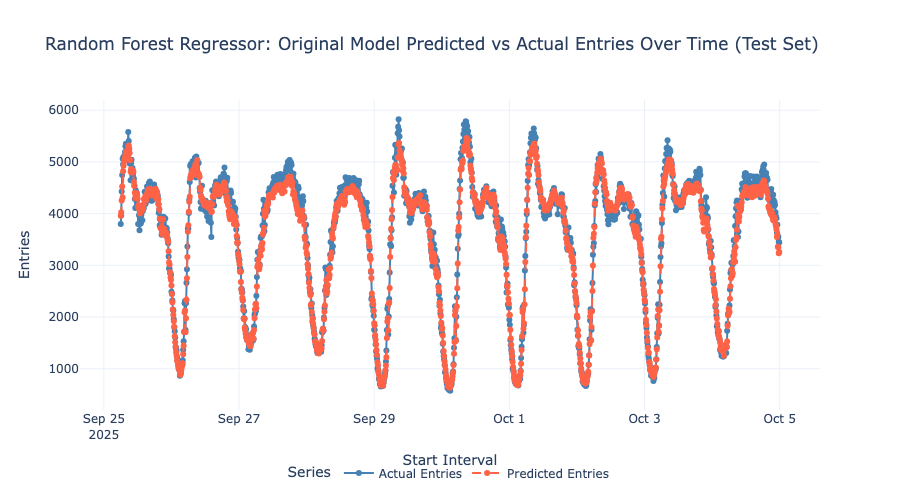 Random Forest Regressor: Original Model Predicted vs Actual Entries Over Time (Test Set)
6000
5000
4000
3000
2000
1000
Entries
Sep 25
2025
Sep 27
Sep 29
Oct 1
Oct 3
Oct 5
Start Interval
Series
Actual Entries
Predicted Entries